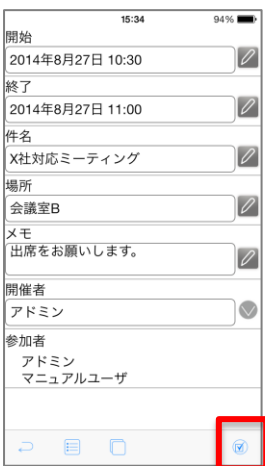 15:34 94%
開始
2014年8月27日 10:30
終了
2014年8月27日 11:00
件名
X社対応ミーティング
場所
会議室B
メモ
出席をお願いします。
開催者
アドミン
参加者
アドミン
マニュアルユーザ